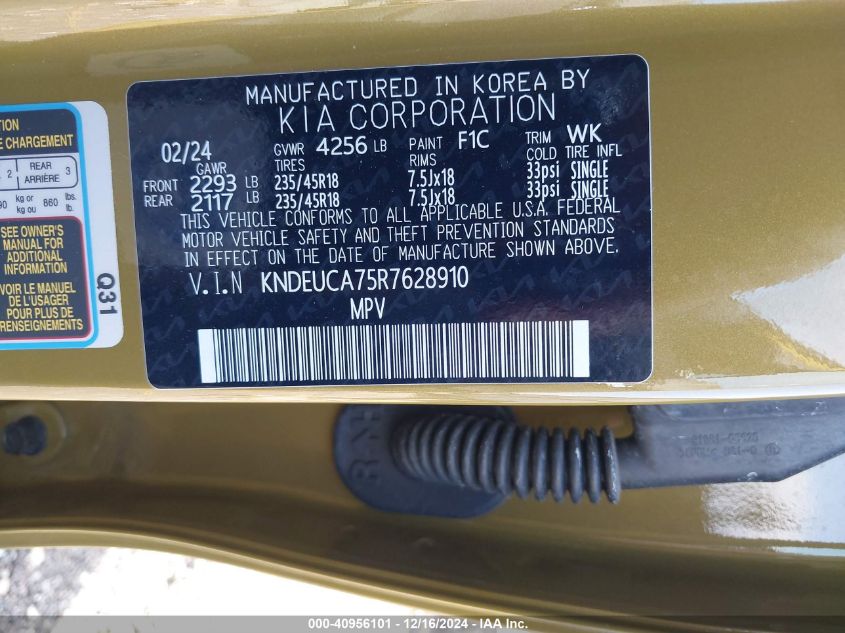 MANUFACTURED IN KOREA BY
KIA CORPORATION
02/24 GVWR 4256 LB PAINT F1C TRIM WK
GAWR TIRES RIMS COLD TIRE INFL
FRONT 2293 LB 235/45R18 7.5Jx18 33psi SINGLE
REAR 2117 LB 235/45R18 7.5Jx18 33psi SINGLE
THIS VEHICLE CONFORMS TO ALL APPLICABLE U.S.A. FEDERAL
MOTOR VEHICLE SAFETY AND THEFT PREVENTION STANDARDS
IN EFFECT ON THE DATE OF MANUFACTURE SHOWN ABOVE.
V.I.N KNDEUCA75R7628910
MPV
E CHARGEMENT
2 REAR ARRIÈRE 3
kg or kg ou 860 lbs. lb.
SEE OWNER'S
MANUAL FOR
ADDITIONAL
INFORMATION
VOIR LE MANUEL
DE L'USAGER
POUR PLUS DE
RENSEIGNEMENTS
Q31
000-40956101 - 12/16/2024 - IAA Inc.